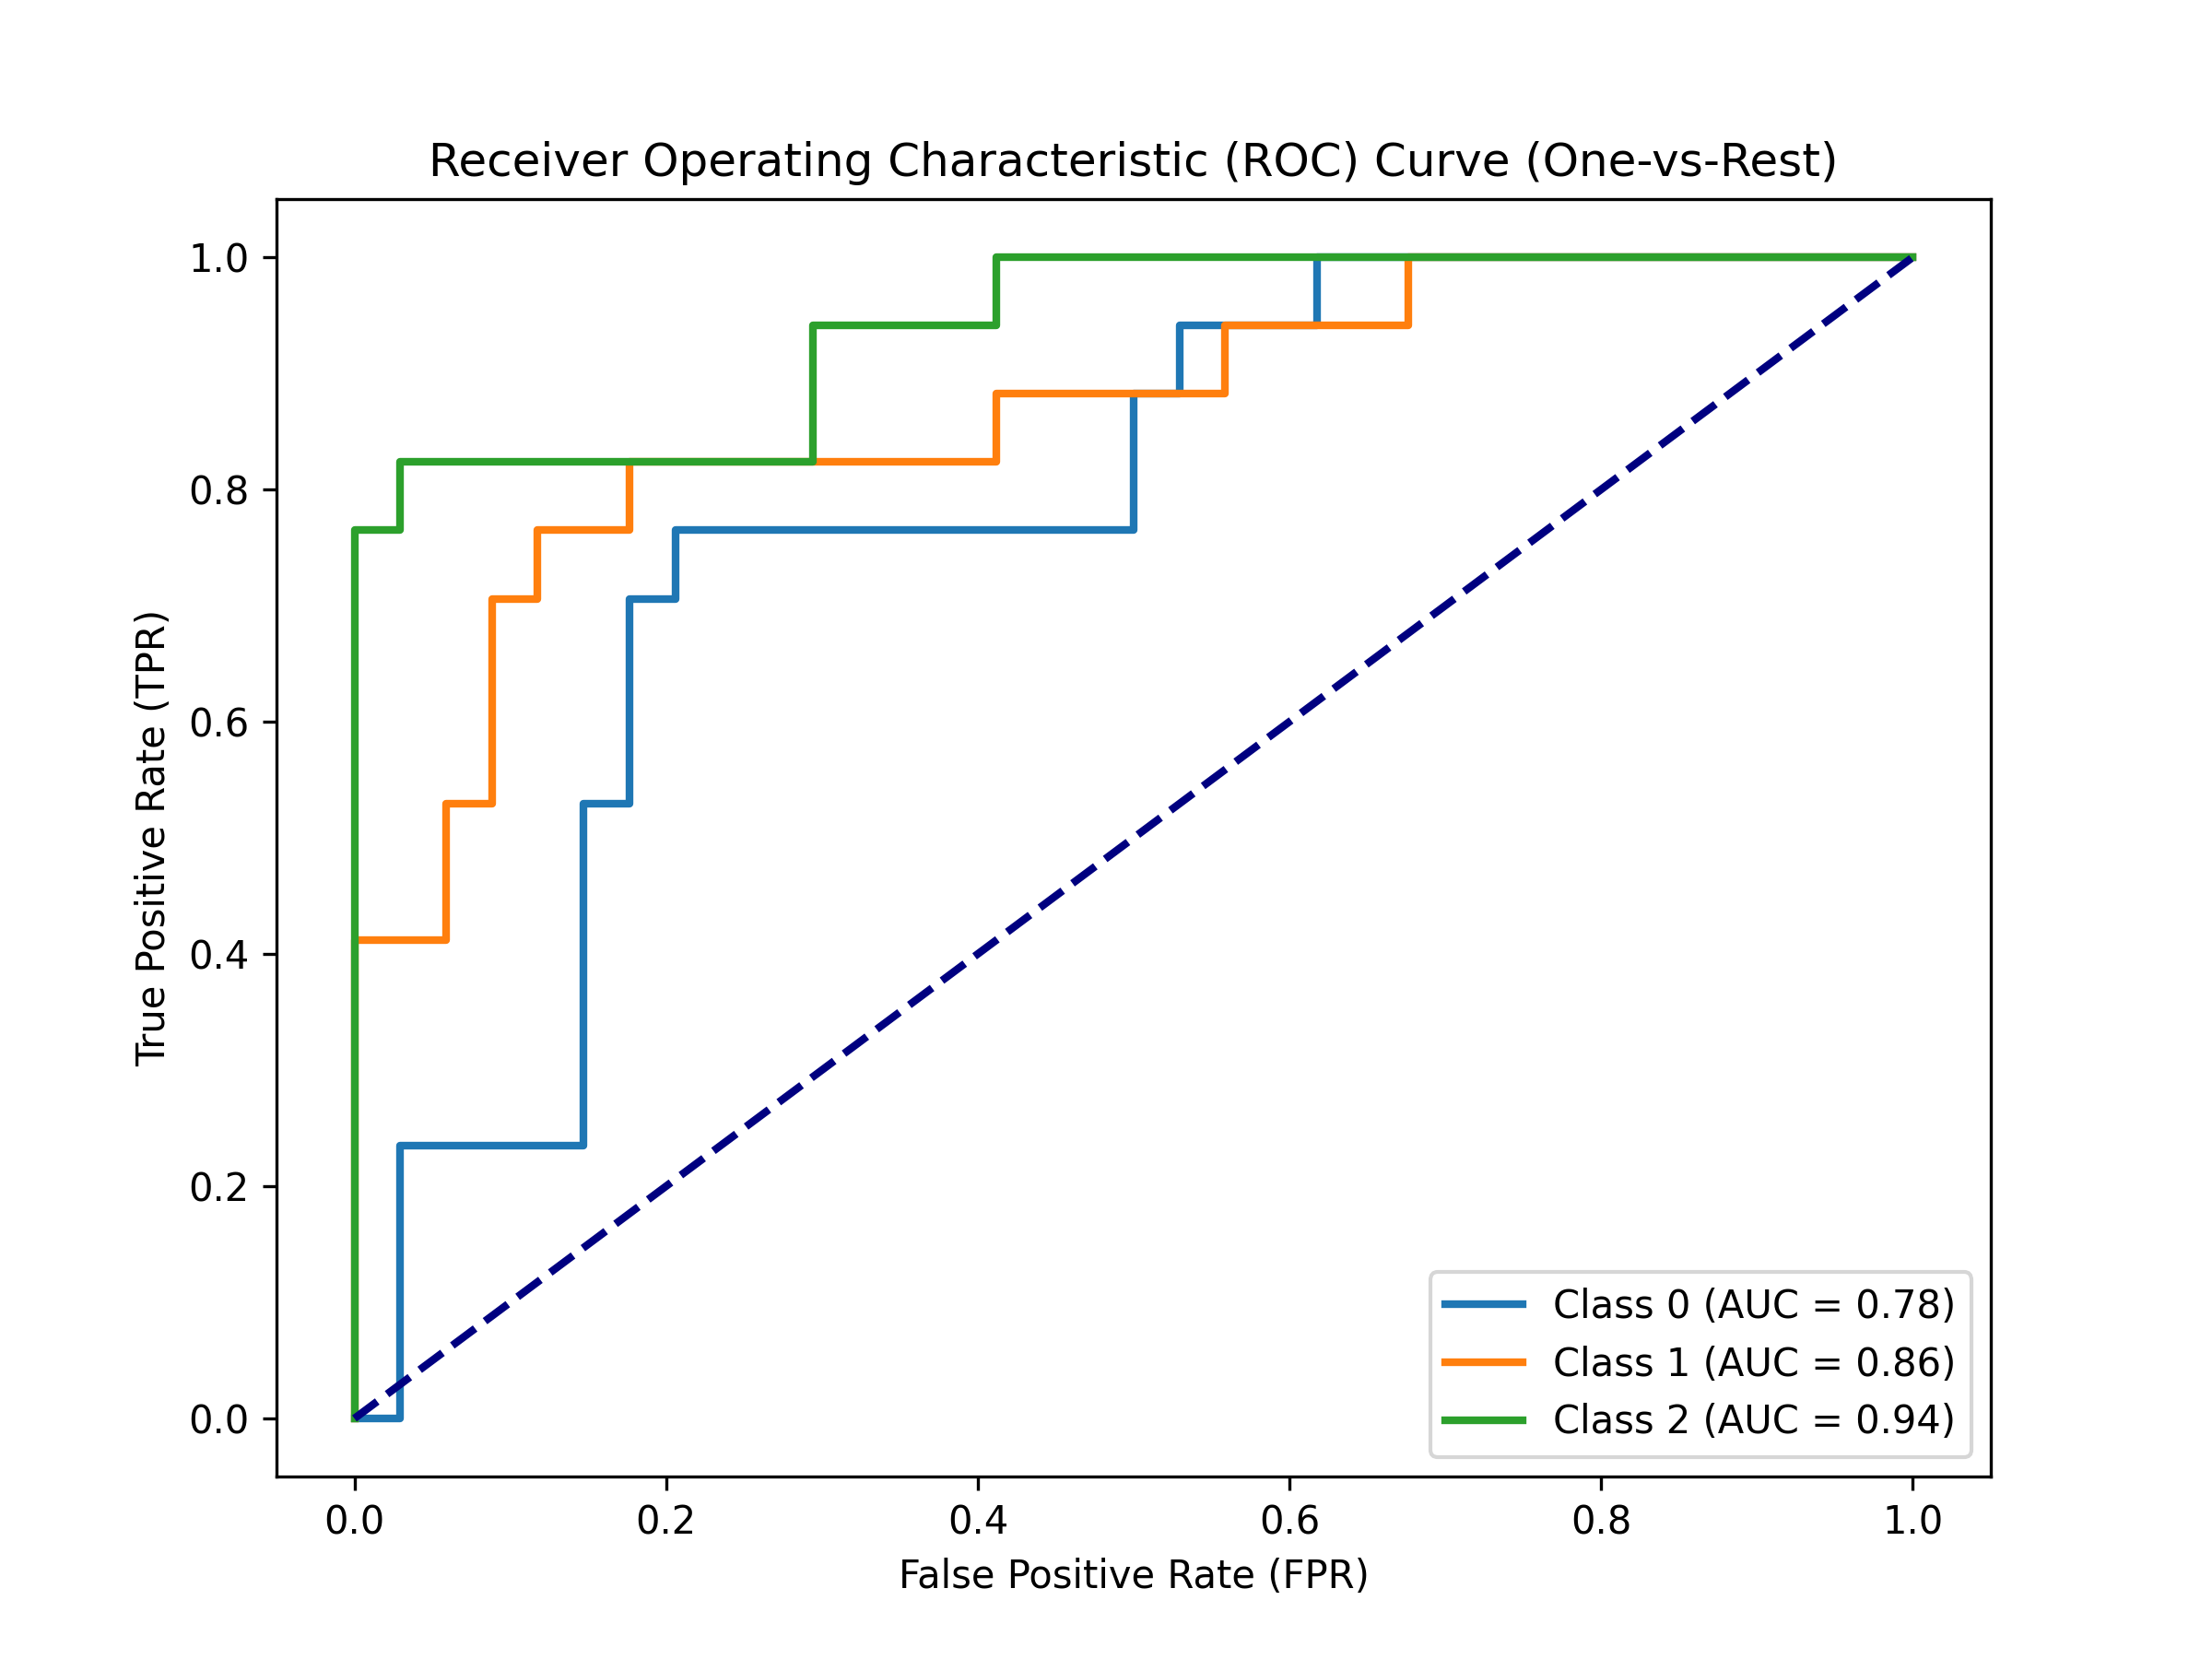 Receiver Operating Characteristic (ROC) Curve (One-vs-Rest)
1.0
0.8
0.6
0.4
0.2
0.0
True Positive Rate (TPR)
Class 0 (AUC = 0.78)
Class 1 (AUC = 0.86)
Class 2 (AUC = 0.94)
0.0 0.2 0.4 0.6 0.8 1.0
False Positive Rate (FPR)